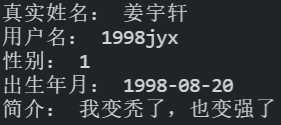 真实姓名： 姜宇轩
用户名： 1998jyx
性别： 1
出生年月： 1998-08-20
简介： 我变秃了，也变强了